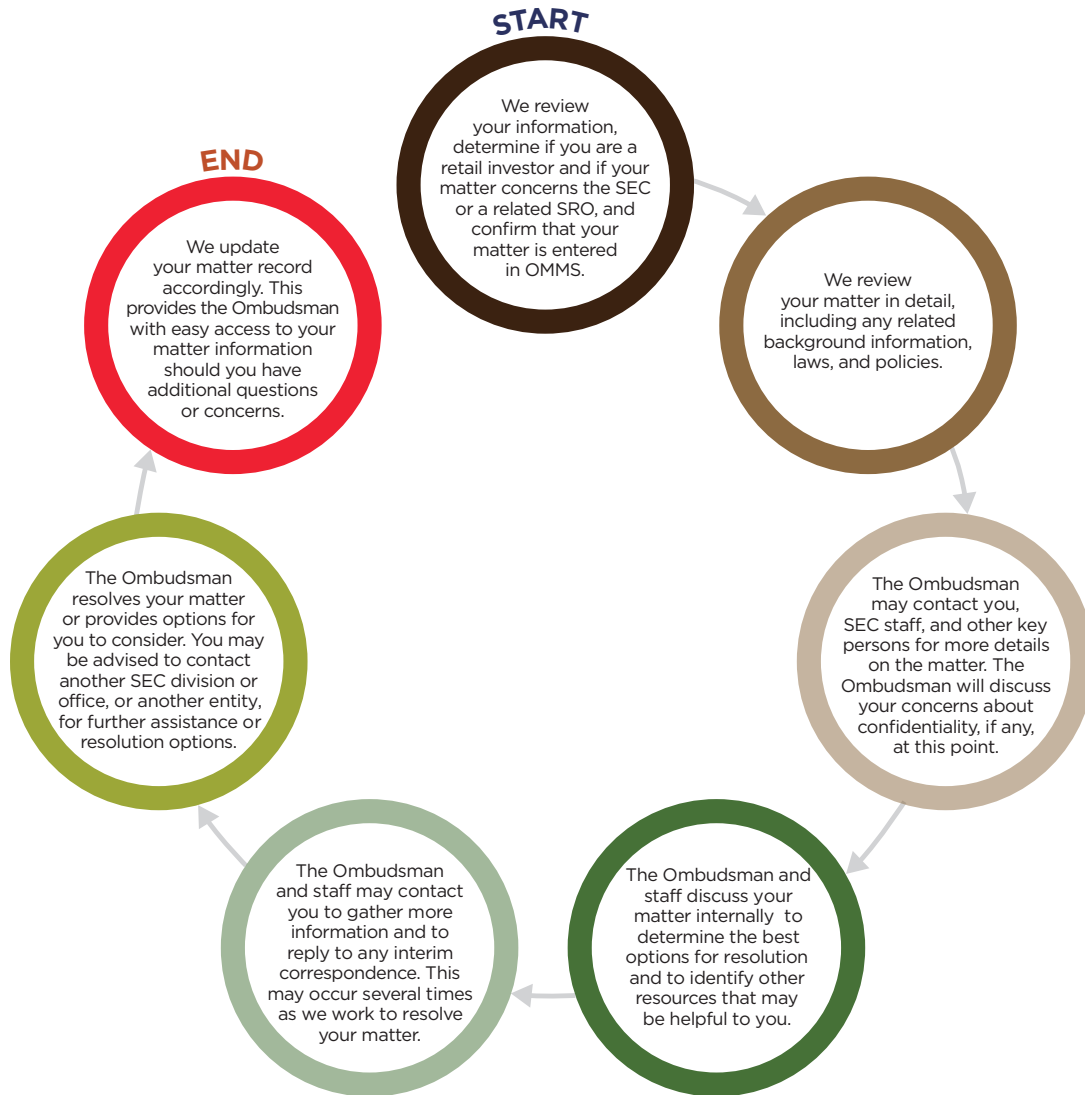 START
We review
your information,
determine if you are a
retail investor and if your
matter concerns the SEC
or a related SRO, and
confirm that your
matter is entered
in OMMS.
We review
your matter in detail,
including any related
background information,
laws, and policies.
The Ombudsman
may contact you,
SEC staff, and other key
persons for more details
on the matter. The
Ombudsman will discuss
your concerns about
confidentiality, if any,
at this point.
The Ombudsman and
staff discuss your
matter internally to
determine the best
options for resolution
and to identify other
resources that may
be helpful to you.
The Ombudsman
and staff may contact
you to gather more
information and to
reply to any interim
correspondence. This
may occur several times
as we work to resolve
your matter.
The Ombudsman
resolves your matter
or provides options for
you to consider. You may
be advised to contact
another SEC division or
office, or another entity,
for further assistance or
resolution options.
END
We update
your matter record
accordingly. This
provides the Ombudsman
with easy access to your
matter information
should you have
additional questions
or concerns.